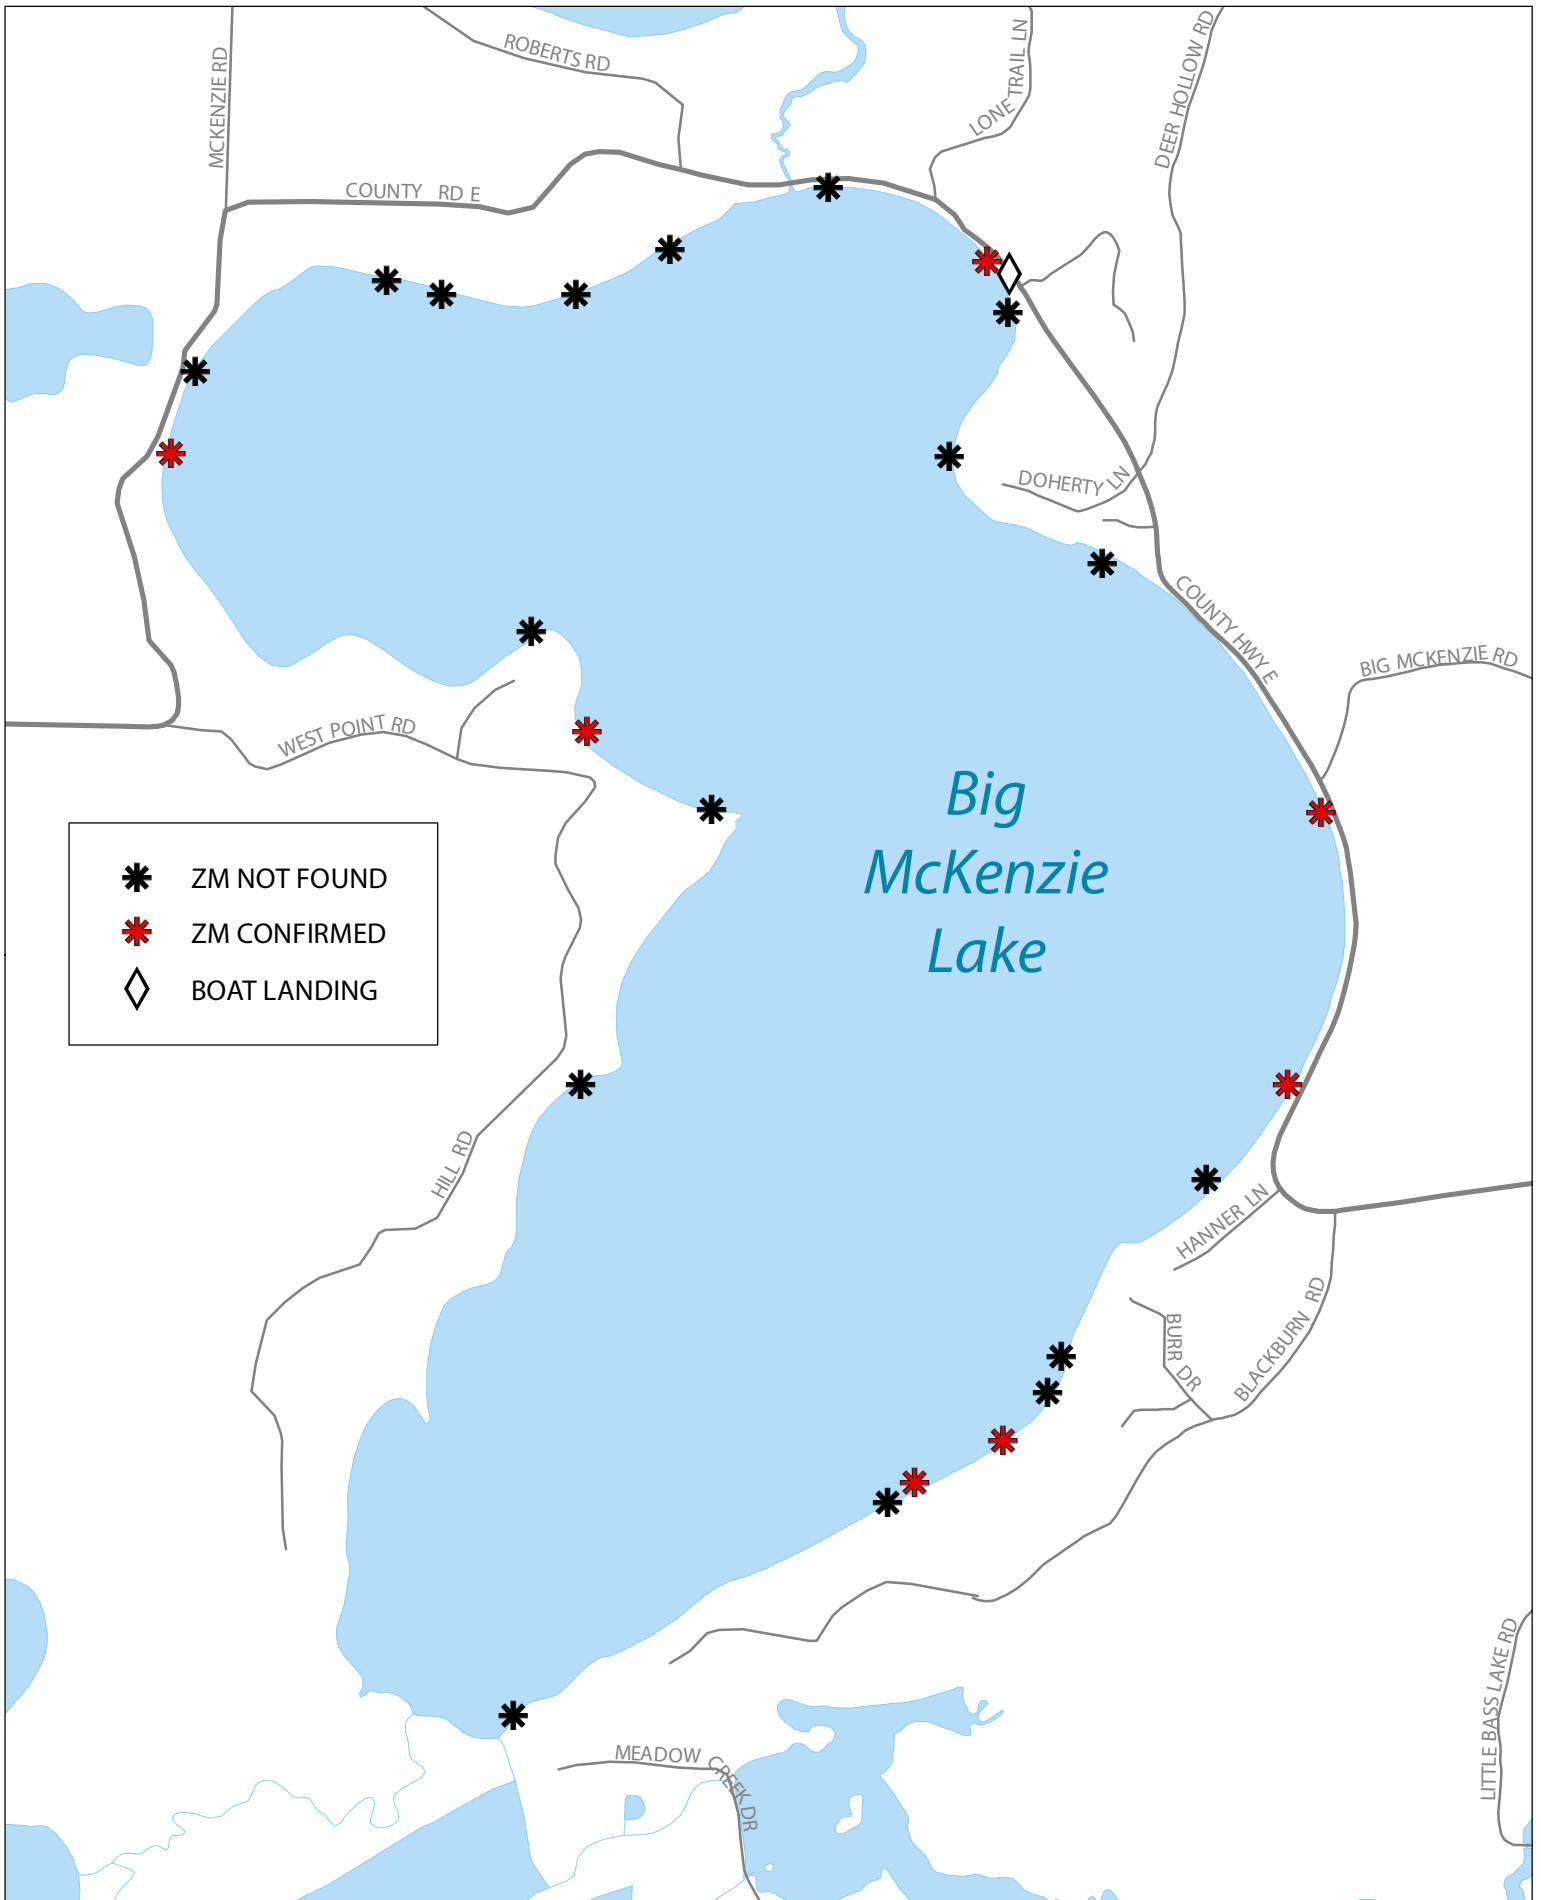 MCKENZIE RD
ROBERTS RD
LONE TRAIL LN
DEER HOLLOW RD
COUNTY RD E
DOHERTY LN
COUNTY HWY E
BIG MCKENZIE RD
WEST POINT RD
Big
McKenzie
Lake
ZM NOT FOUND
ZM CONFIRMED
BOAT LANDING
HILL RD
HANNER LN
BURR DR
BLACKBURN RD
LITTLE BASS LAKE RD
MEADOW CREEK DR